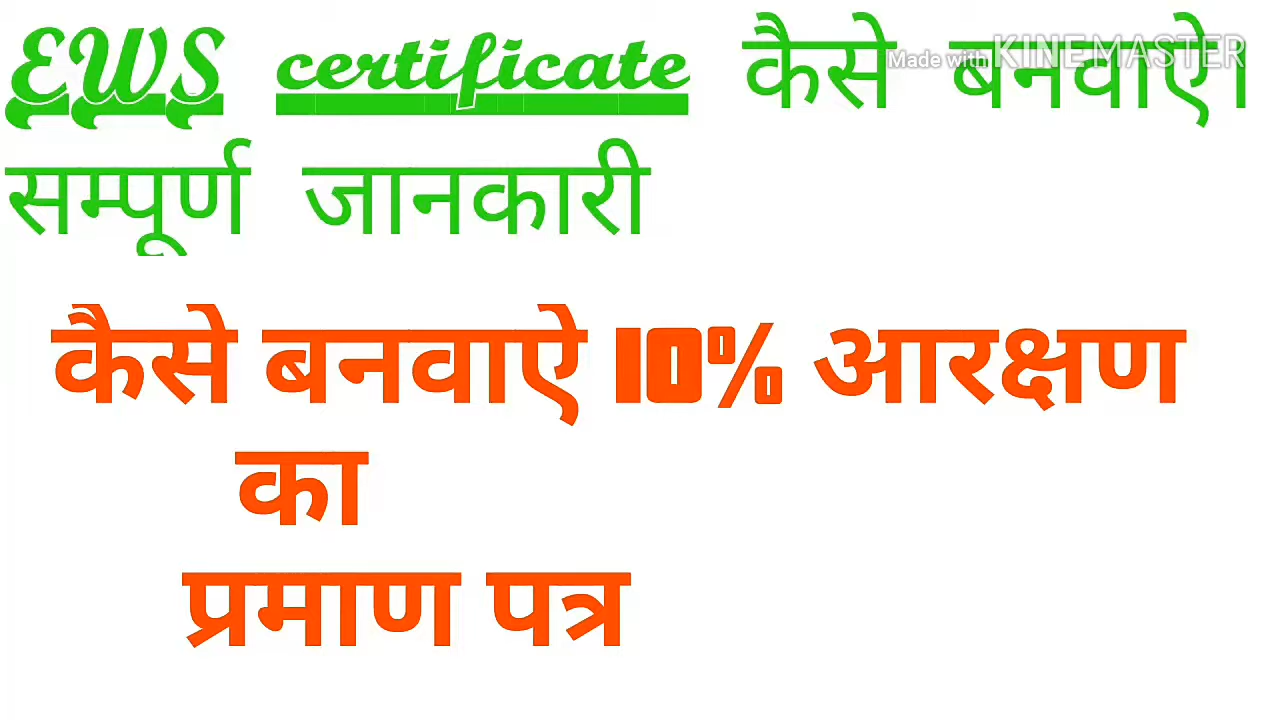 EWS certificate कैसे बनवाऐ।
Made with KINEMASTER
सम्पूर्ण जानकारी
कैसे बनवाऐ 10% आरक्षण
का
प्रमाण पत्र